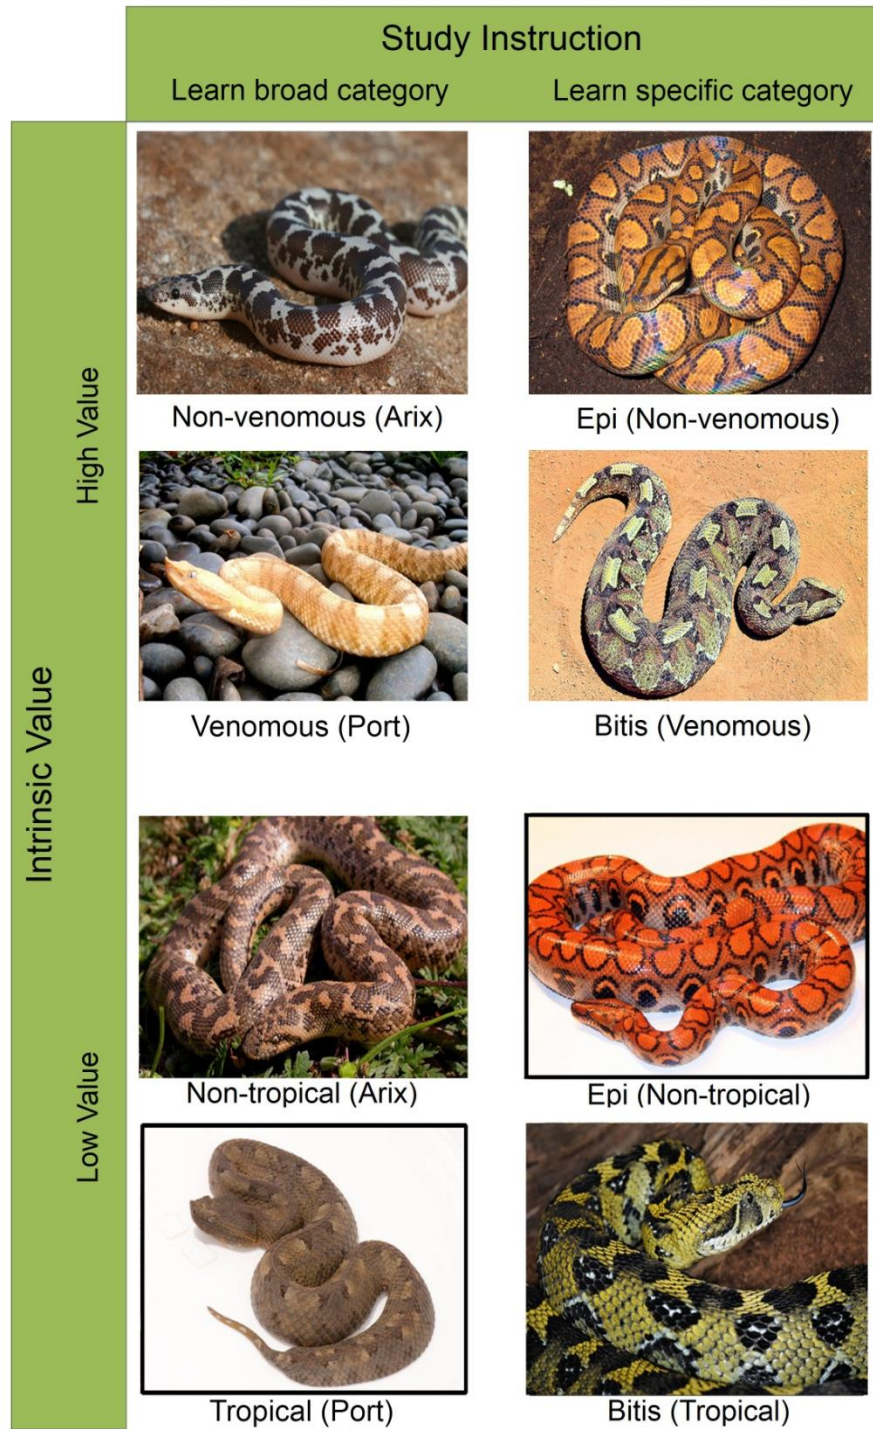 Study Instruction
Learn broad category
Learn specific category
Intrinsic Value
High Value
Non-venomous (Arix)
Epi (Non-venomous)
Venomous (Port)
Bitis (Venomous)
Low Value
Non-tropical (Arix)
Epi (Non-tropical)
Tropical (Port)
Bitis (Tropical)